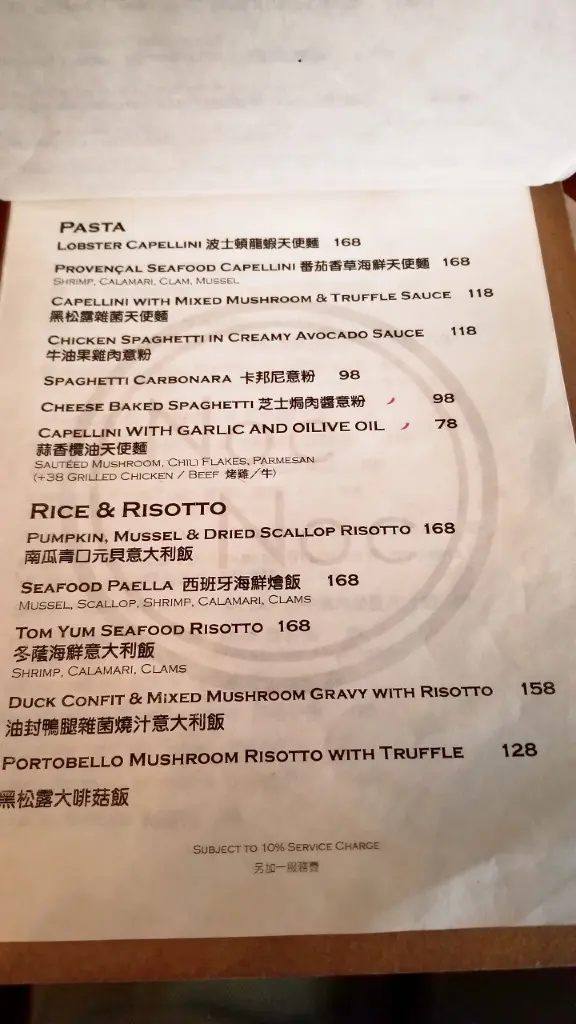 PASTA
LOBSTER CAPELLINI 波士頓龍蝦天使麵 168
PROVENÇAL SEAFOOD CAPELLINI 番茄香草海鮮天使麵 168
SHRIMP, CALAMARI, CLAM, MUSSEL
CAPELLINI WITH MIXED MUSHROOM & TRUFFLE SAUCE 118
黑松露雜菌天使麵
CHICKEN SPAGHETTI IN CREAMY AVOCADO SAUCE 118
牛油果雞肉意粉
SPAGHETTI CARBONARA 卡邦尼意粉 98
CHEESE BAKED SPAGHETTI 芝士焗肉醬意粉 98
CAPELLINI WITH GARLIC AND OILIVE OIL 78
蒜香欖油天使麵
SAUTÉED MUSHROOM, CHILI FLAKES, PARMESAN
(+38 GRILLED CHICKEN / BEEF 烤雞/牛)
RICE & RISOTTO
PUMPKIN, MUSSEL & DRIED SCALLOP RISOTTO 168
南瓜青口元貝意大利飯
SEAFOOD PAELLA 西班牙海鮮燴飯 168
MUSSEL, SCALLOP, SHRIMP, CALAMARI, CLAMS
TOM YUM SEAFOOD RISOTTO 168
冬蔭海鮮意大利飯
SHRIMP, CALAMARI, CLAMS
DUCK CONFIT & MIXED MUSHROOM GRAVY WITH RISOTTO 158
油封鴨腿雜菌燒汁意大利飯
PORTOBELLO MUSHROOM RISOTTO WITH TRUFFLE 128
黑松露大啡菇飯
SUBJECT TO 10% SERVICE CHARGE
另加一服務費